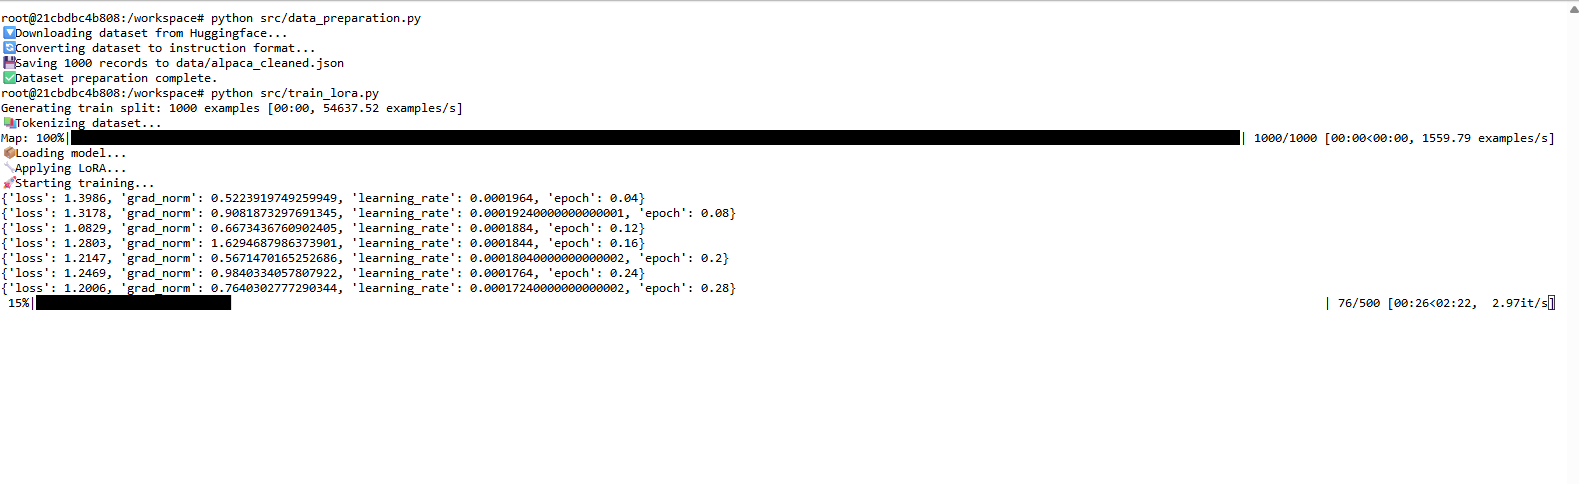 root@21cbdbc4b808:/workspace# python src/data_preparation.py
🔽Downloading dataset from Huggingface...
🔄Converting dataset to instruction format...
💾Saving 1000 records to data/alpaca_cleaned.json
✅Dataset preparation complete.
root@21cbdbc4b808:/workspace# python src/train_lora.py
Generating train split: 1000 examples [00:00, 54637.52 examples/s]
📚Tokenizing dataset...
Map: 100%|██████████| 1000/1000 [00:00<00:00, 1559.79 examples/s]
📦Loading model...
🔧Applying LoRA...
🚀Starting training...
{'loss': 1.3986, 'grad_norm': 0.5223919749259949, 'learning_rate': 0.0001964, 'epoch': 0.04}
{'loss': 1.3178, 'grad_norm': 0.9081873297691345, 'learning_rate': 0.00019240000000000001, 'epoch': 0.08}
{'loss': 1.0829, 'grad_norm': 0.6673436760902405, 'learning_rate': 0.0001884, 'epoch': 0.12}
{'loss': 1.2803, 'grad_norm': 1.6294687986373901, 'learning_rate': 0.0001844, 'epoch': 0.16}
{'loss': 1.2147, 'grad_norm': 0.5671470165252686, 'learning_rate': 0.00018040000000000002, 'epoch': 0.2}
{'loss': 1.2469, 'grad_norm': 0.9840334057807922, 'learning_rate': 0.0001764, 'epoch': 0.24}
{'loss': 1.2006, 'grad_norm': 0.7640302777290344, 'learning_rate': 0.00017240000000000002, 'epoch': 0.28}
15%|██ | 76/500 [00:26<02:22, 2.97it/s]